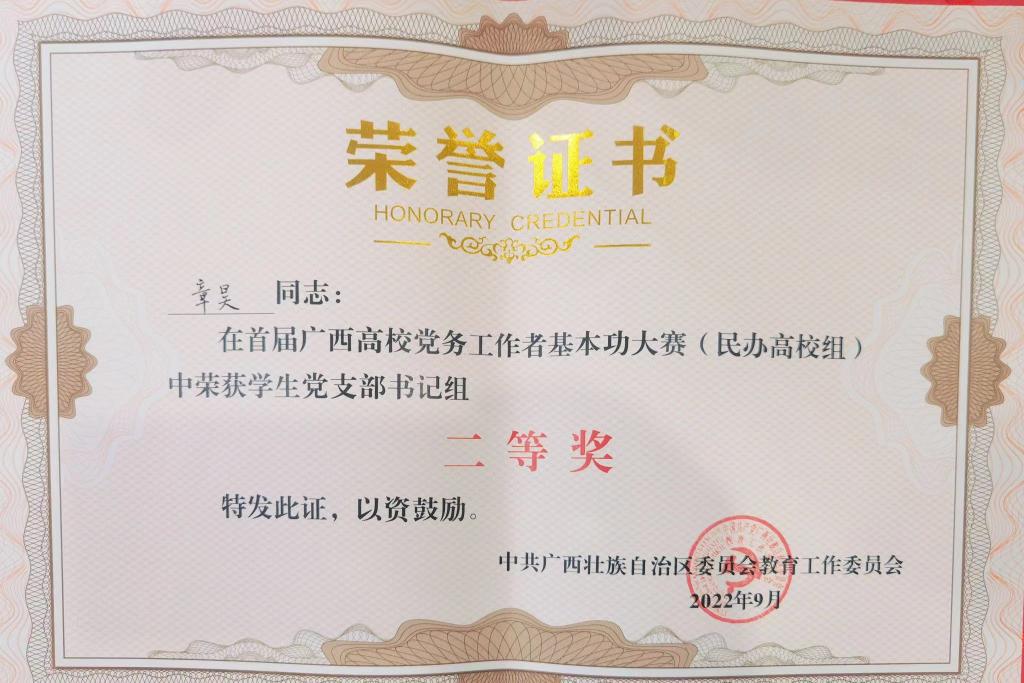 荣誉证书
HONORARY CREDENTIAL
章昊 同志：
在首届广西高校党务工作者基本功大赛（民办高校组）
中荣获学生党支部书记组
二等奖
特发此证，以资鼓励。
中共广西壮族自治区委员会教育工作委员会
2022年9月